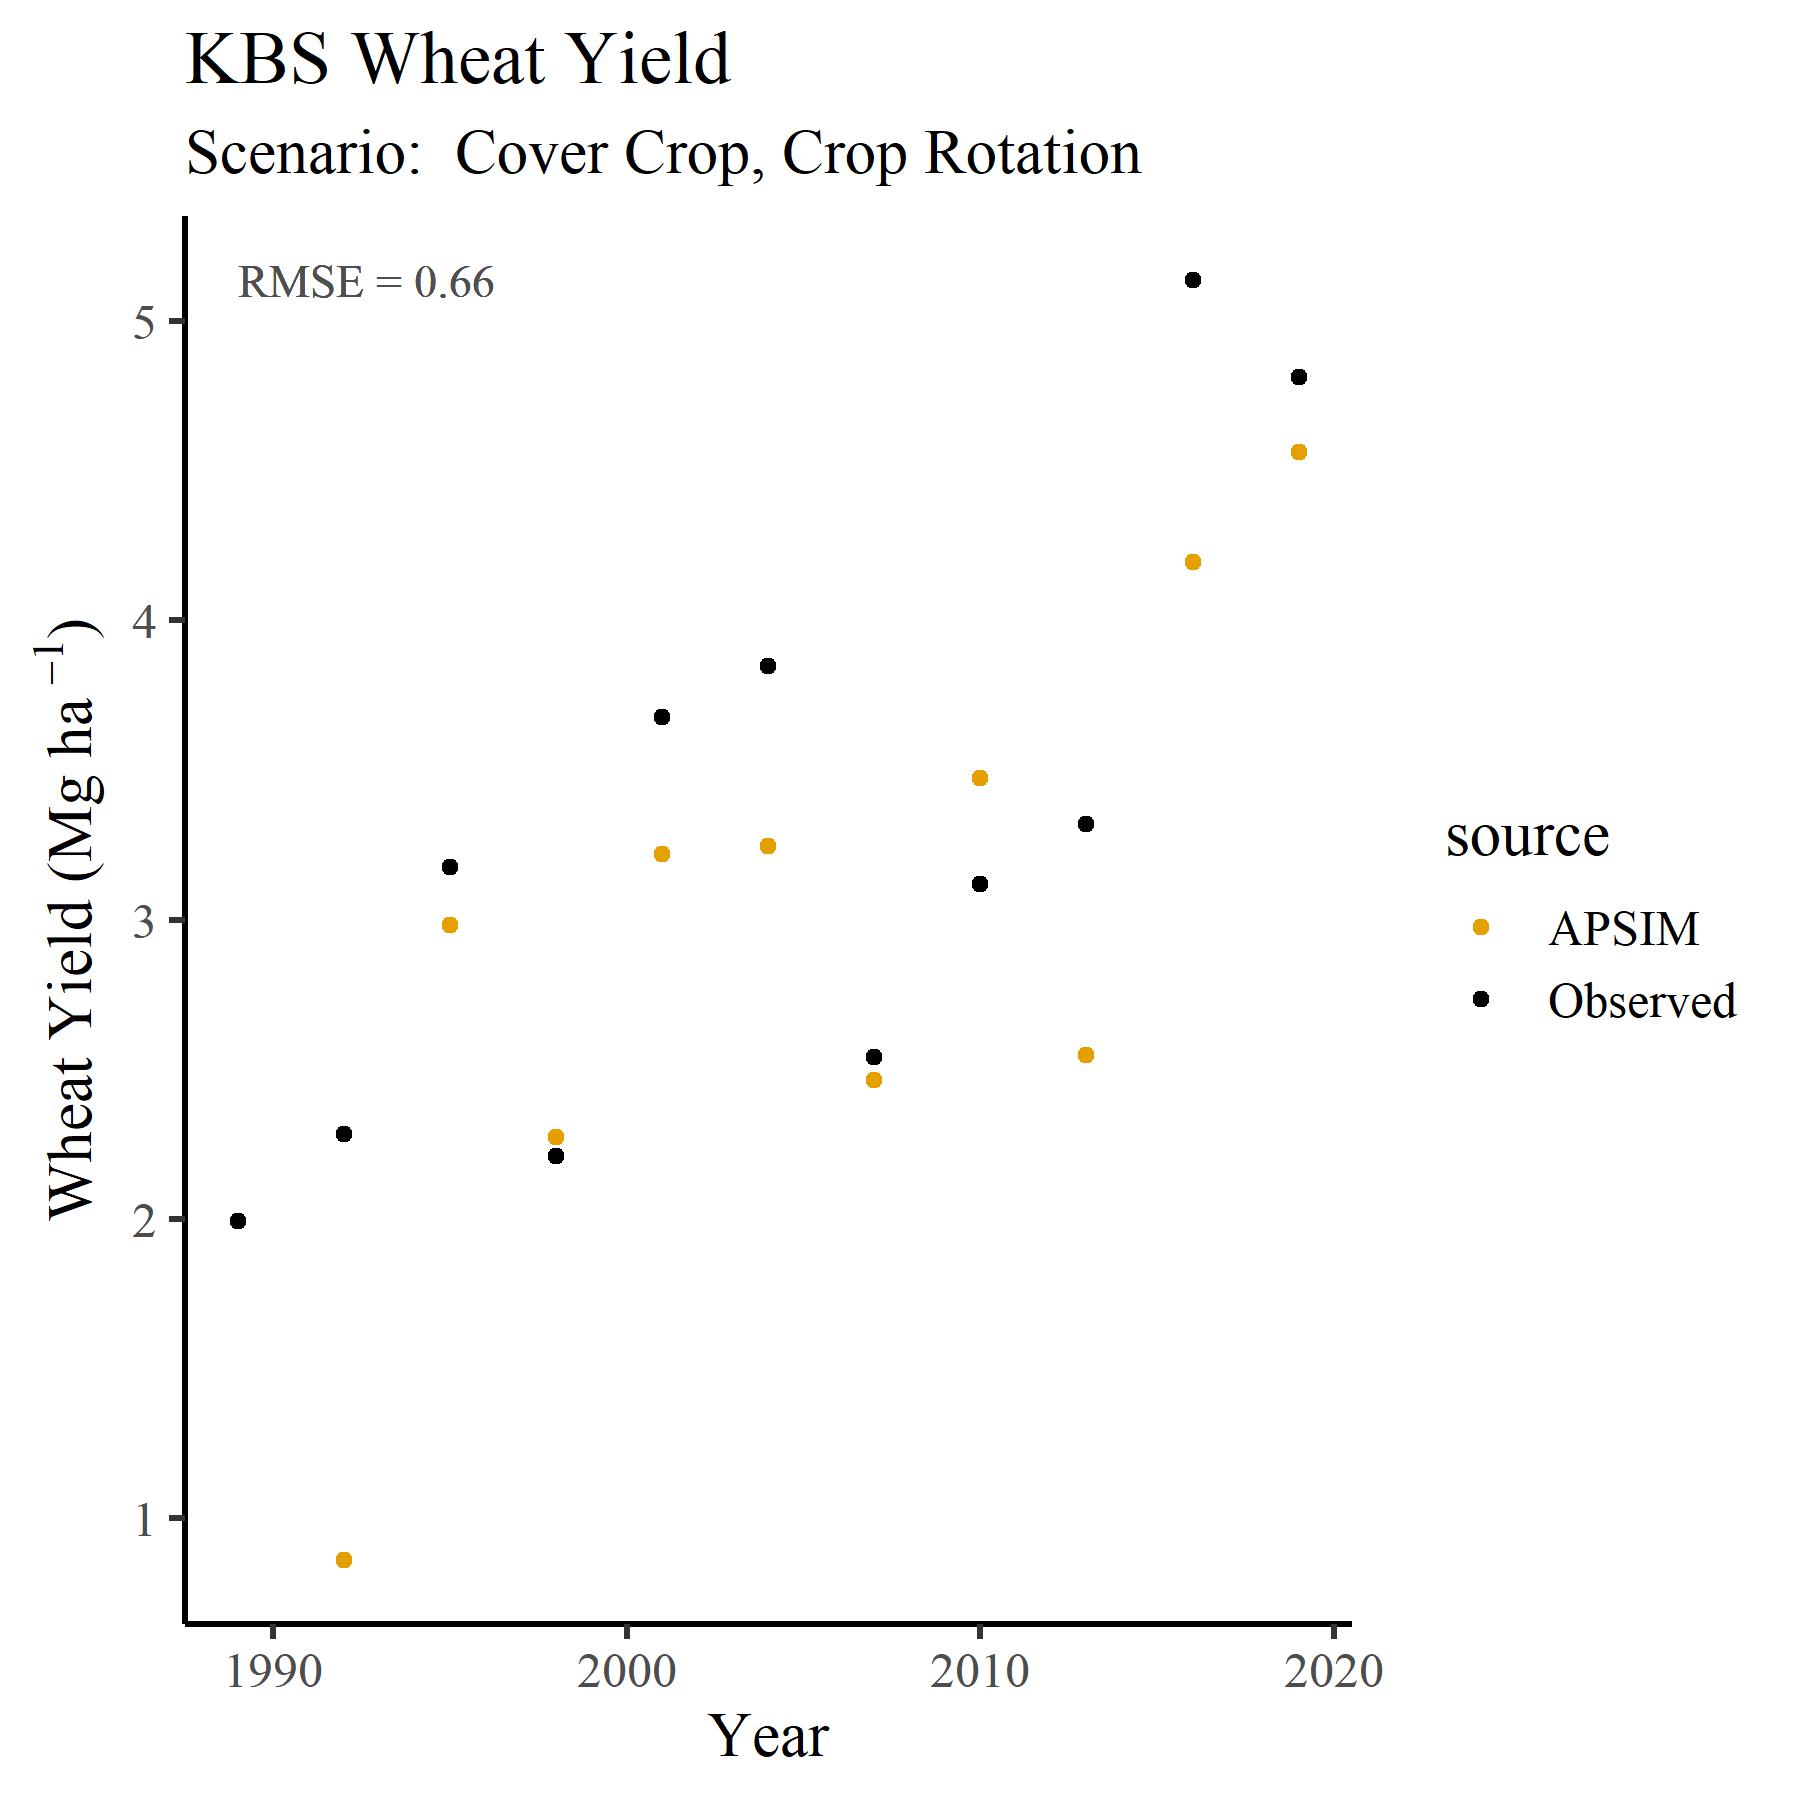 KBS Wheat Yield
Scenario:  Cover Crop, Crop Rotation
RMSE = 0.66
5
4
3
2
1
Wheat Yield (Mg ha⁻¹)
1990 2000 2010 2020
Year
source
APSIM
Observed